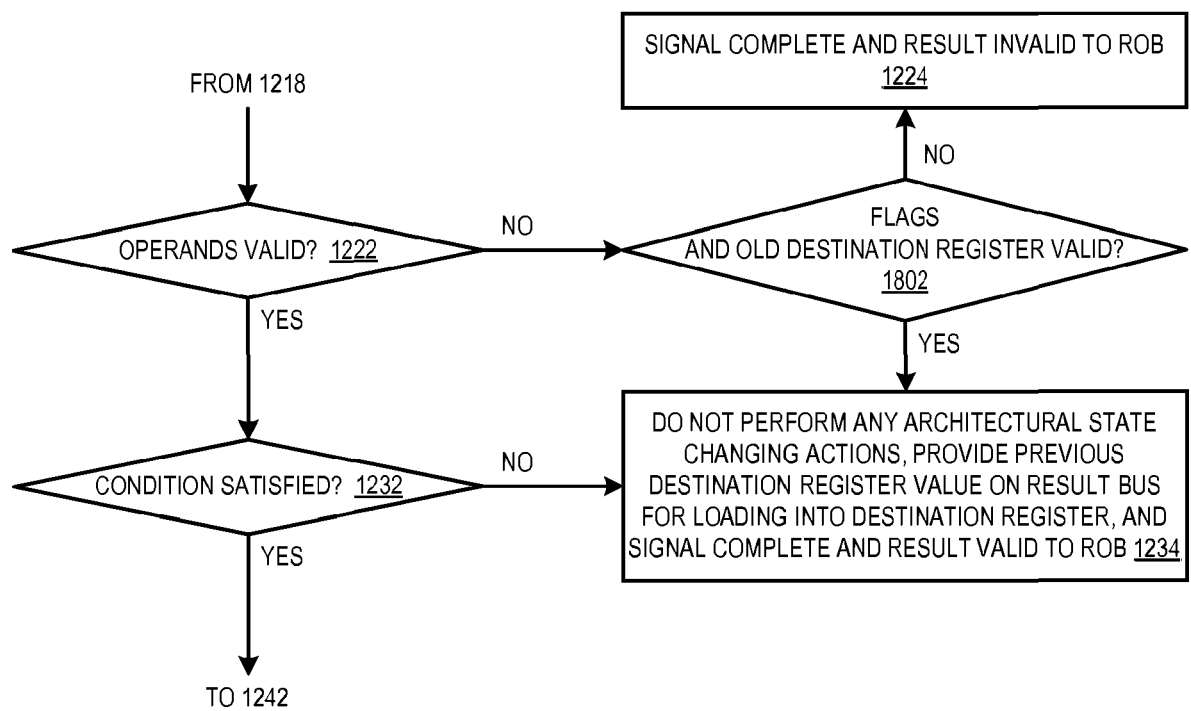 SIGNAL COMPLETE AND RESULT INVALID TO ROB
1224
FROM 1218
NO
OPERANDS VALID? 1222
NO
FLAGS
AND OLD DESTINATION REGISTER VALID?
1802
YES
YES
DO NOT PERFORM ANY ARCHITECTURAL STATE
CHANGING ACTIONS, PROVIDE PREVIOUS
DESTINATION REGISTER VALUE ON RESULT BUS
FOR LOADING INTO DESTINATION REGISTER, AND
SIGNAL COMPLETE AND RESULT VALID TO ROB 1234
CONDITION SATISFIED? 1232
NO
YES
TO 1242